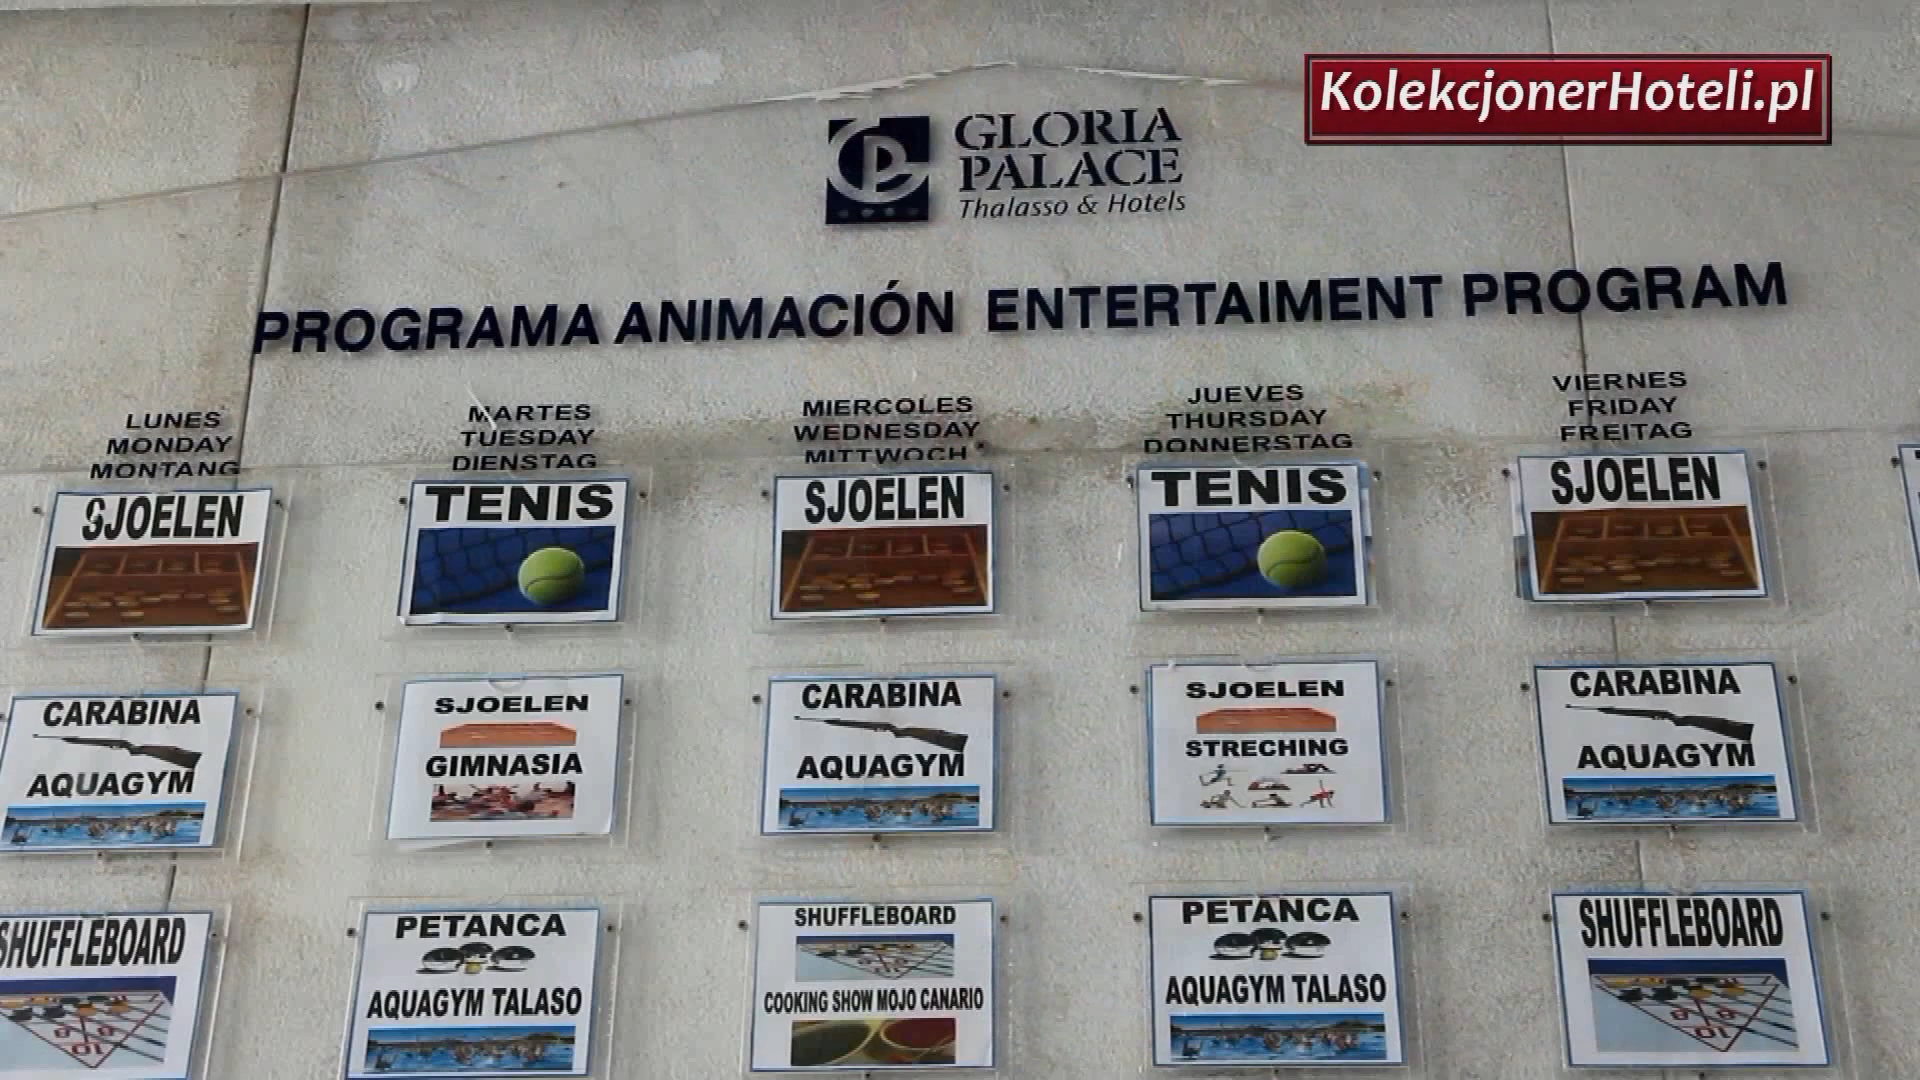 KolekcjonerHoteli.pl
GLORIA
PALACE
Thalasso & Hotels
PROGRAMA ANIMACIÓN ENTERTAIMENT PROGRAM
LUNES
MONDAY
MONTANG
MARTES
TUESDAY
DIENSTAG
MIERCOLES
WEDNESDAY
MITTWOCH
JUEVES
THURSDAY
DONNERSTAG
VIERNES
FRIDAY
FREITAG
SJOELEN
TENIS
SJOELEN
TENIS
SJOELEN
CARABINA
AQUAGYM
SJOELEN
GIMNASIA
CARABINA
AQUAGYM
SJOELEN
STRECHING
CARABINA
AQUAGYM
SHUFFLEBOARD
PETANCA
AQUAGYM TALASO
SHUFFLEBOARD
COOKING SHOW MOJO CANARIO
PETANCA
AQUAGYM TALASO
SHUFFLEBOARD